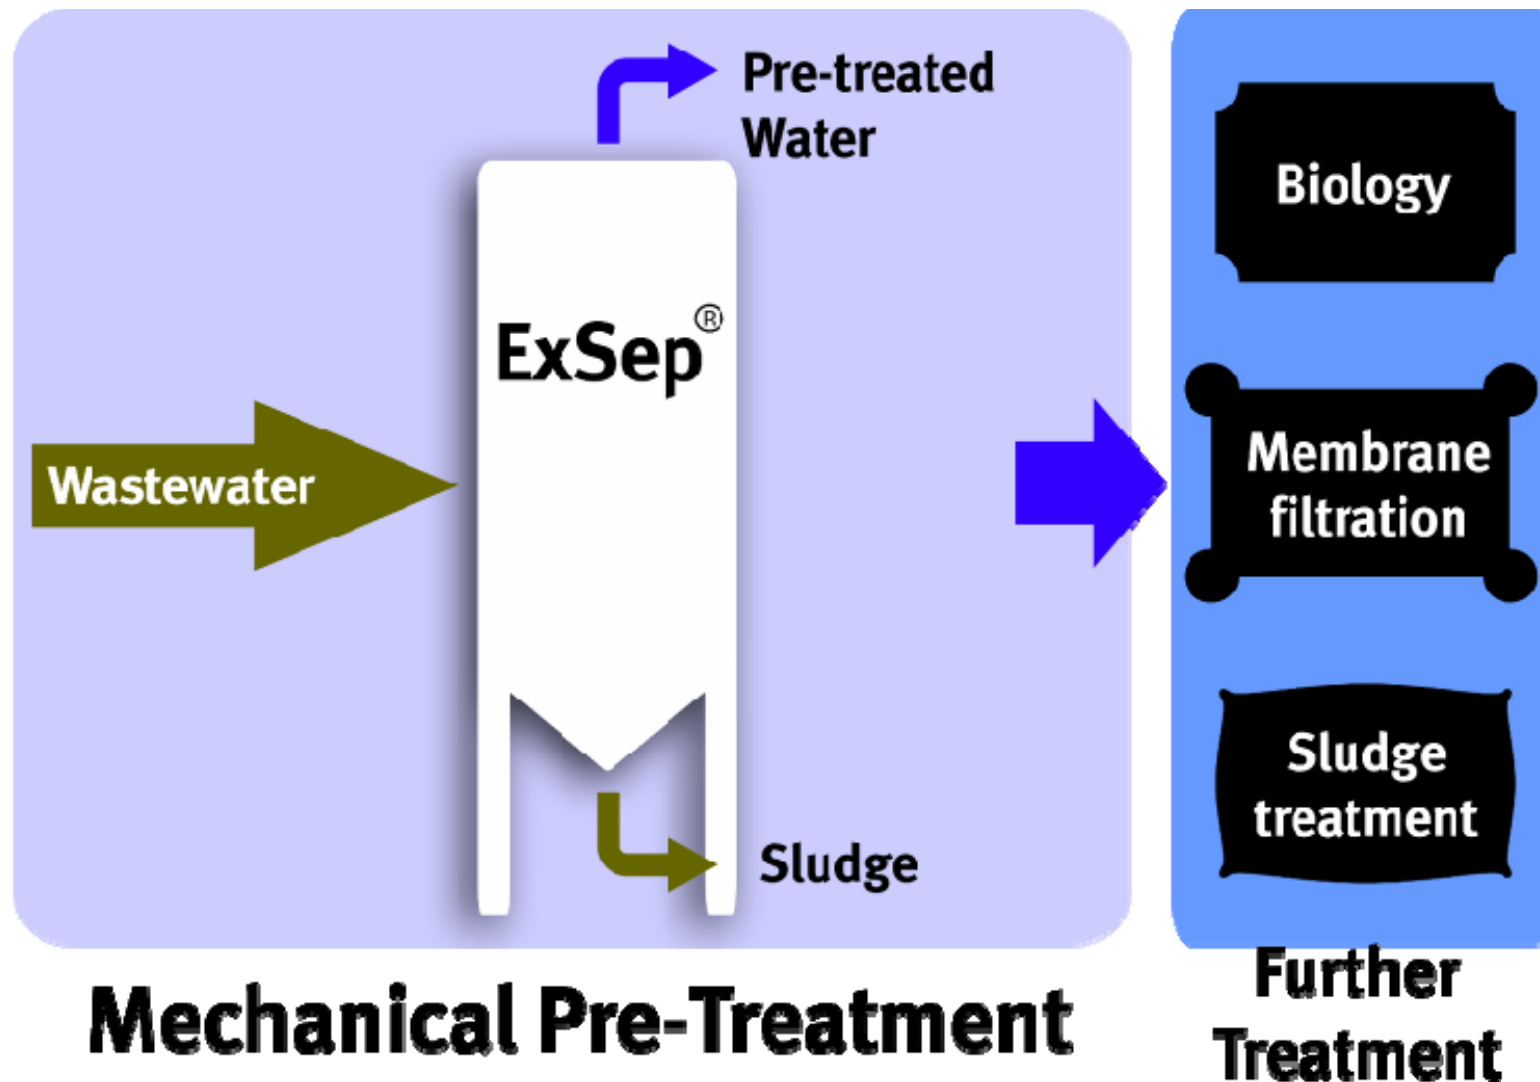 Pre-treated
Water
ExSep®
Wastewater
Sludge
Mechanical Pre-Treatment
Biology
Membrane
filtration
Sludge
treatment
Further
Treatment